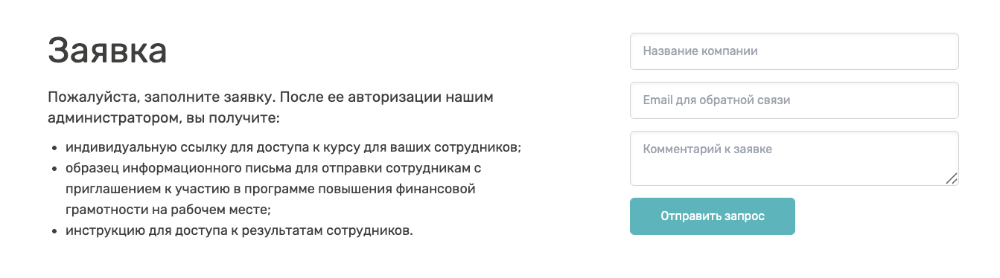 Заявка
Пожалуйста, заполните заявку. После ее авторизации нашим
администратором, вы получите:
• индивидуальную ссылку для доступа к курсу для ваших сотрудников;
• образец информационного письма для отправки сотрудникам с
приглашением к участию в программе повышения финансовой
грамотности на рабочем месте;
• инструкцию для доступа к результатам сотрудников.
Название компании
Email для обратной связи
Комментарий к заявке
Отправить запрос